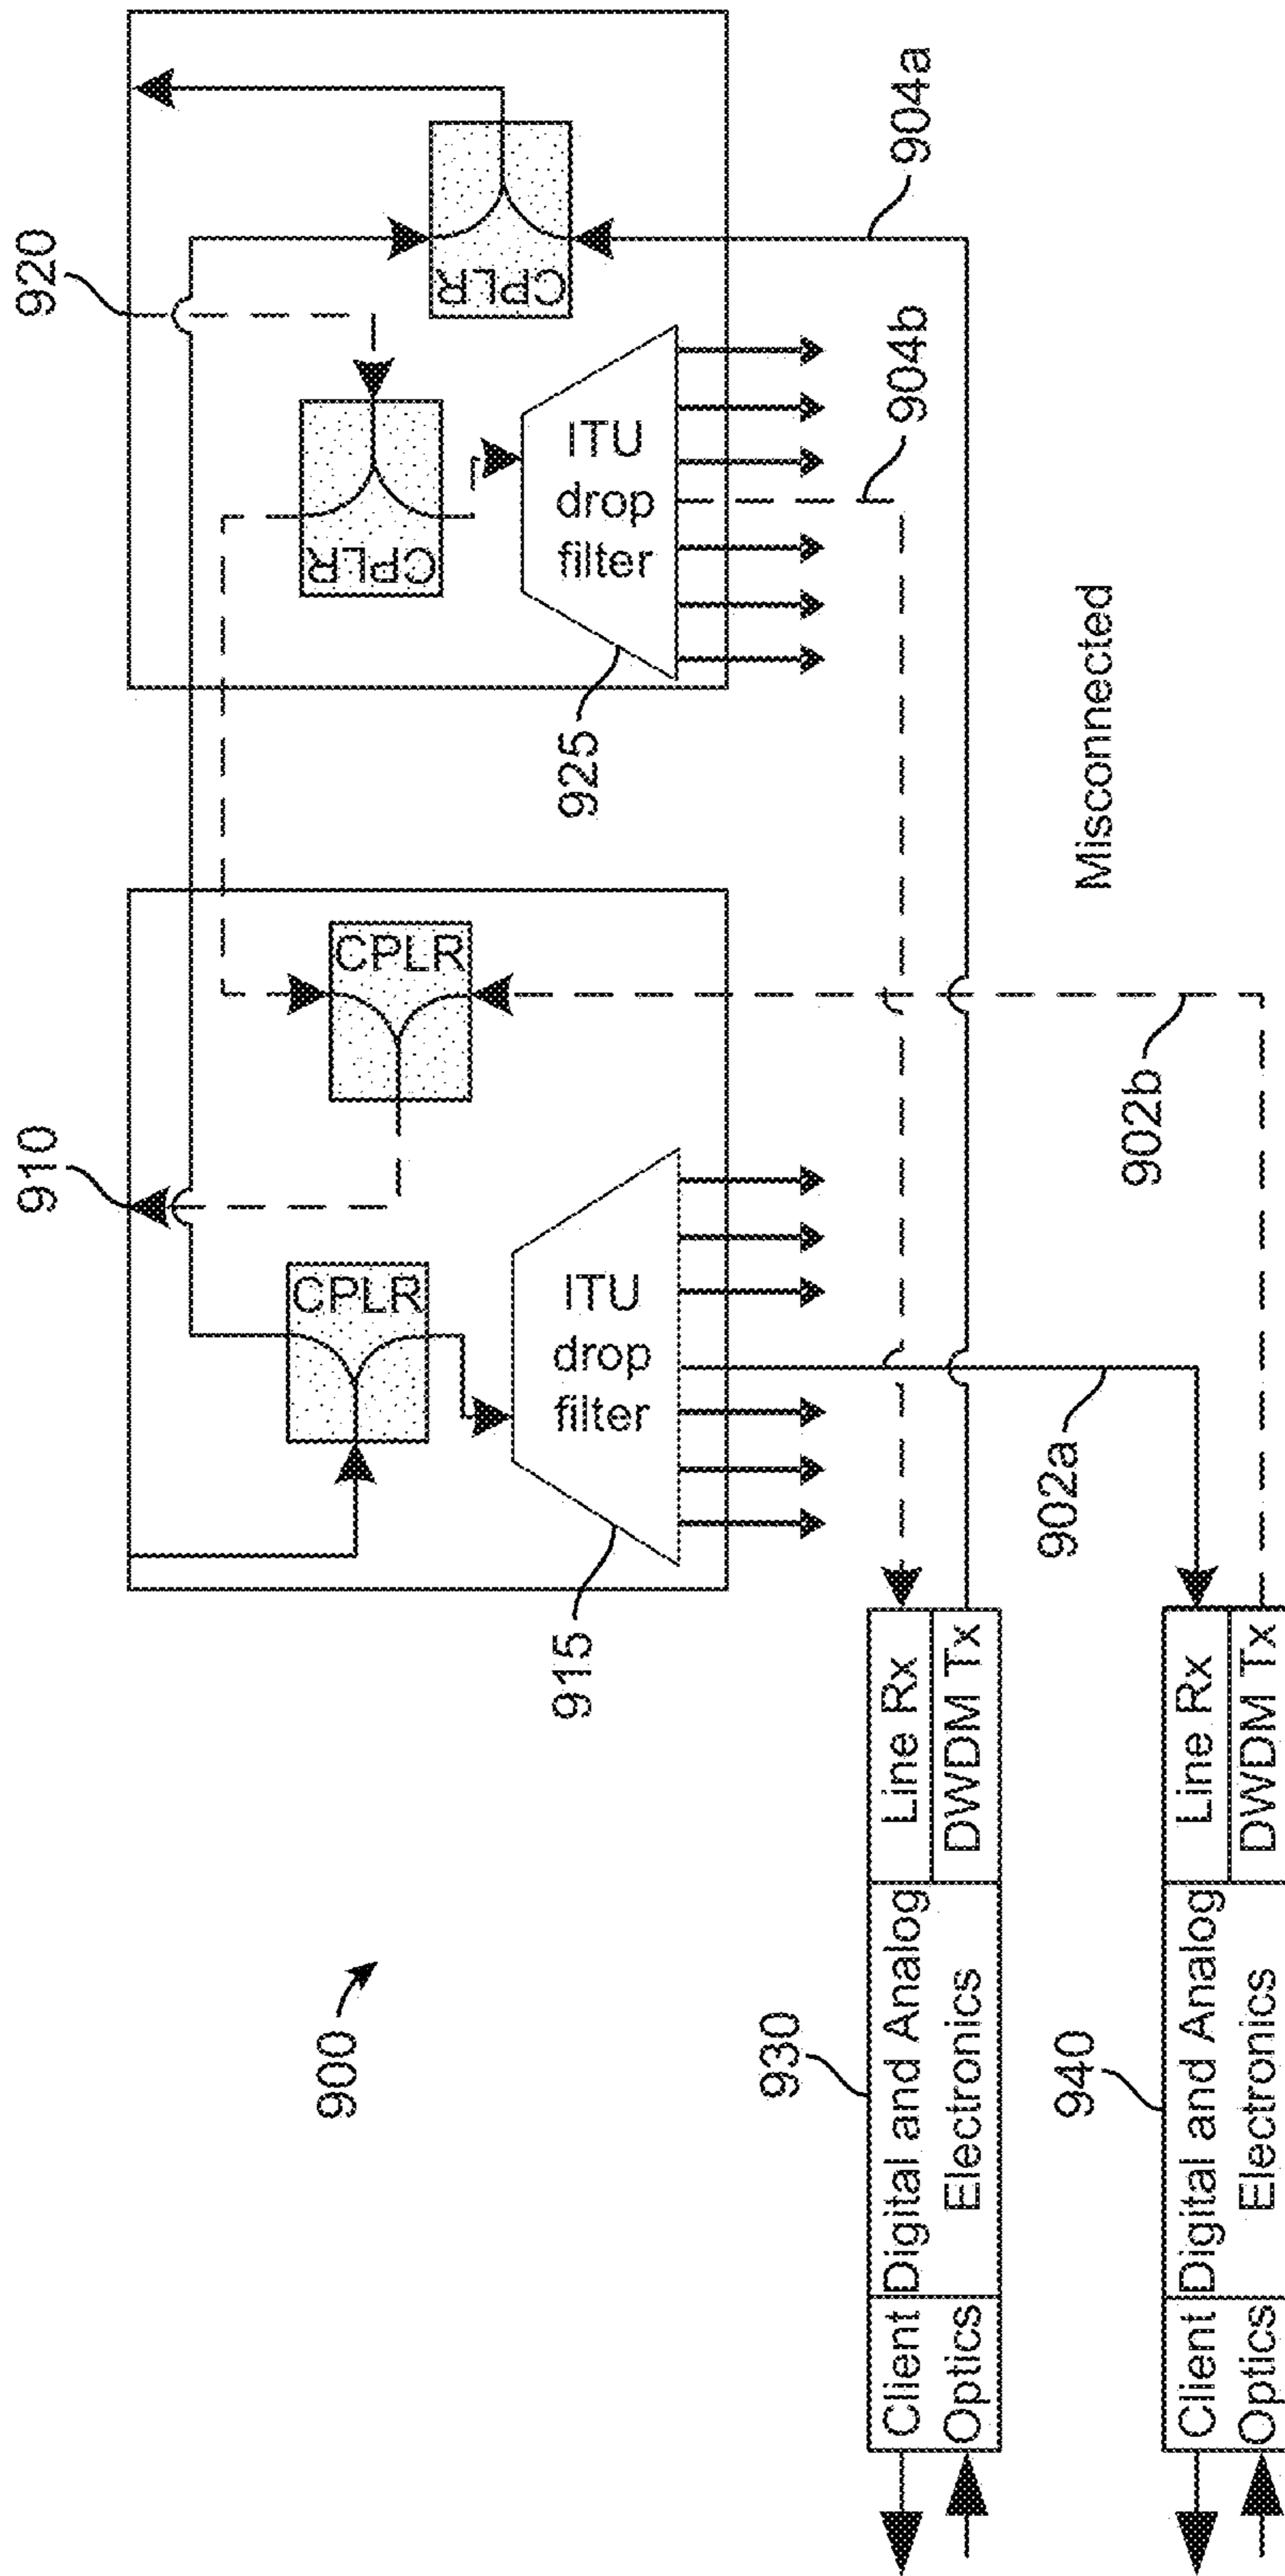 900
910
920
CPLR
CPLR
CPLR
CPLR
ITU
drop
filter
ITU
drop
filter
915
925
904a
904b
930
Client
Optics
Digital and Analog
Electronics
Line Rx
DWDM Tx
902a
902b
Misconnected
940
Client
Optics
Digital and Analog
Electronics
Line Rx
DWDM Tx